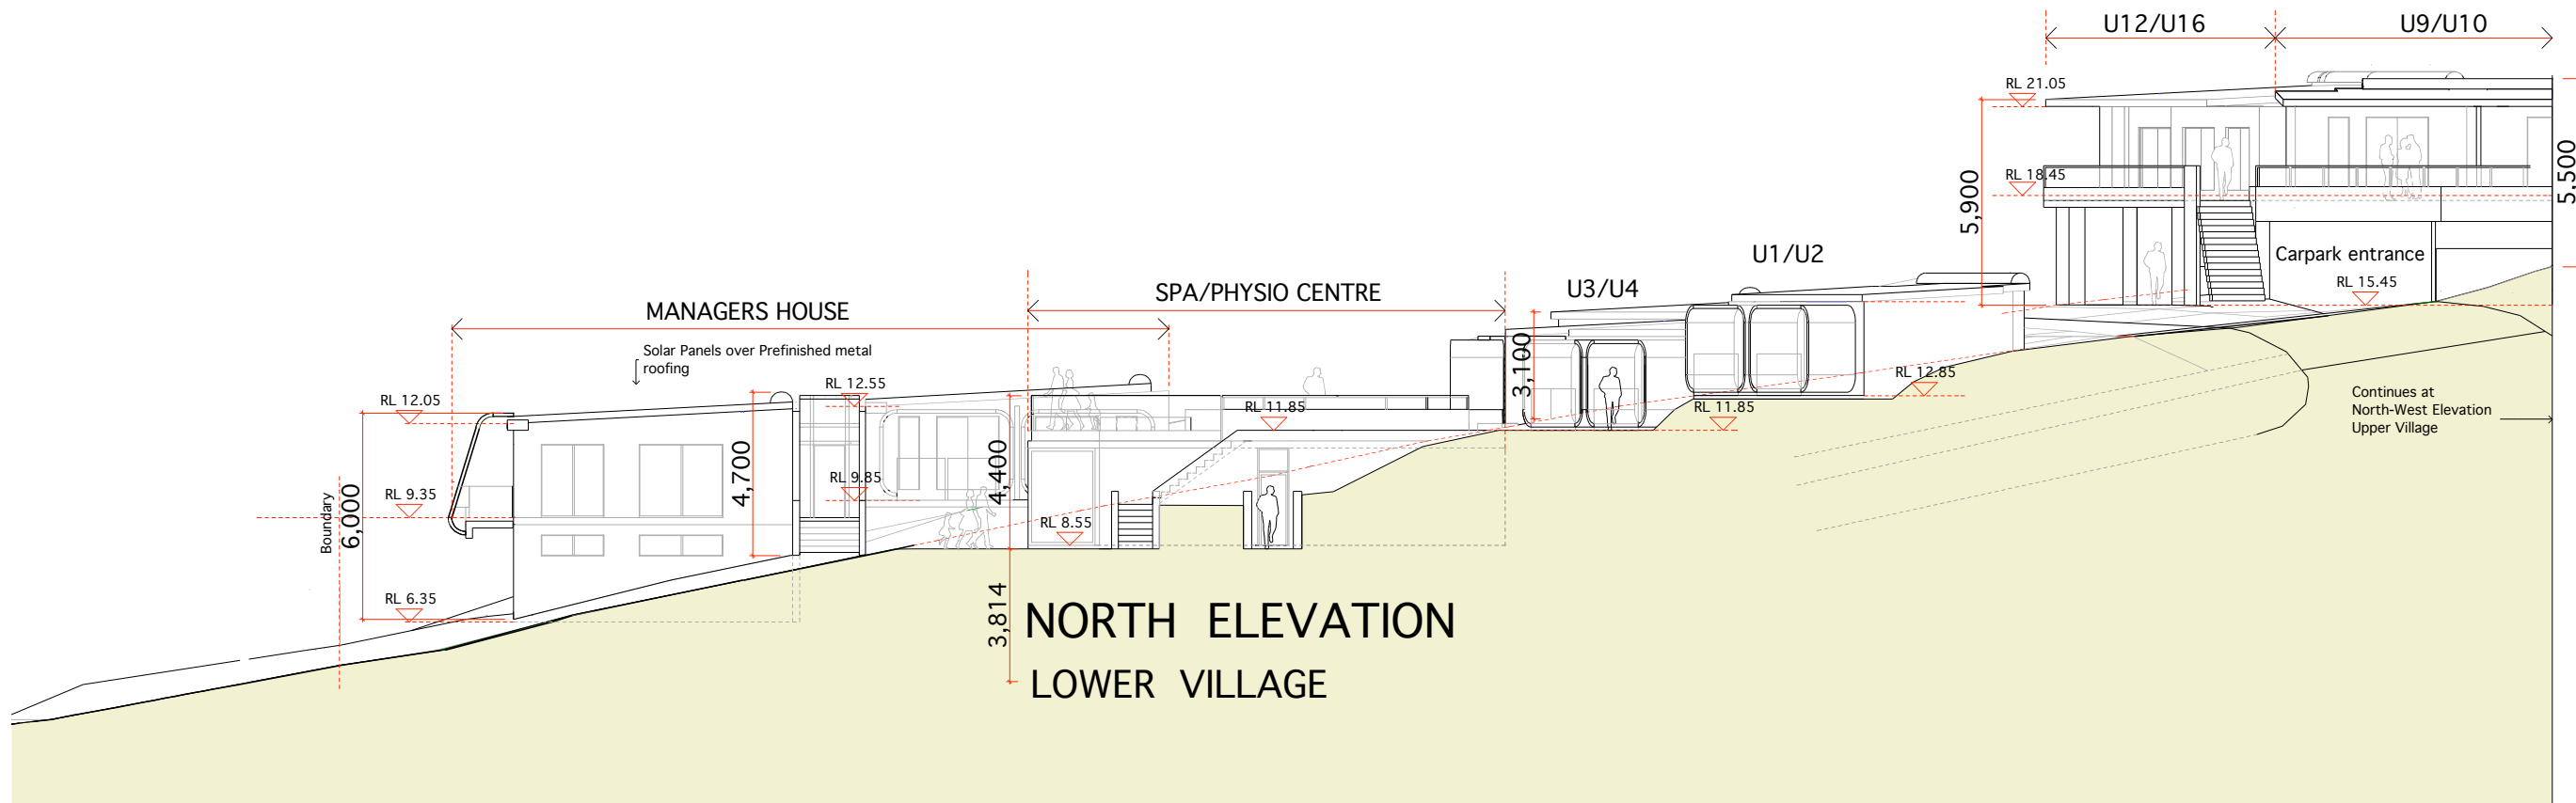 U12/U16
U9/U10
RL 21.05
5,500
RL 18.45
5,900
U1/U2
Carpark entrance
RL 15.45
SPA/PHYSIO CENTRE
U3/U4
MANAGERS HOUSE
Solar Panels over Prefinished metal
roofing
3,100
RL 12.85
RL 12.55
RL 12.05
RL 11.85
RL 11.85
Continues at
North-West Elevation
Upper Village
4,700
4,400
RL 9.85
RL 9.35
Boundary
6,000
RL 8.55
RL 6.35
3,814
NORTH ELEVATION
LOWER VILLAGE